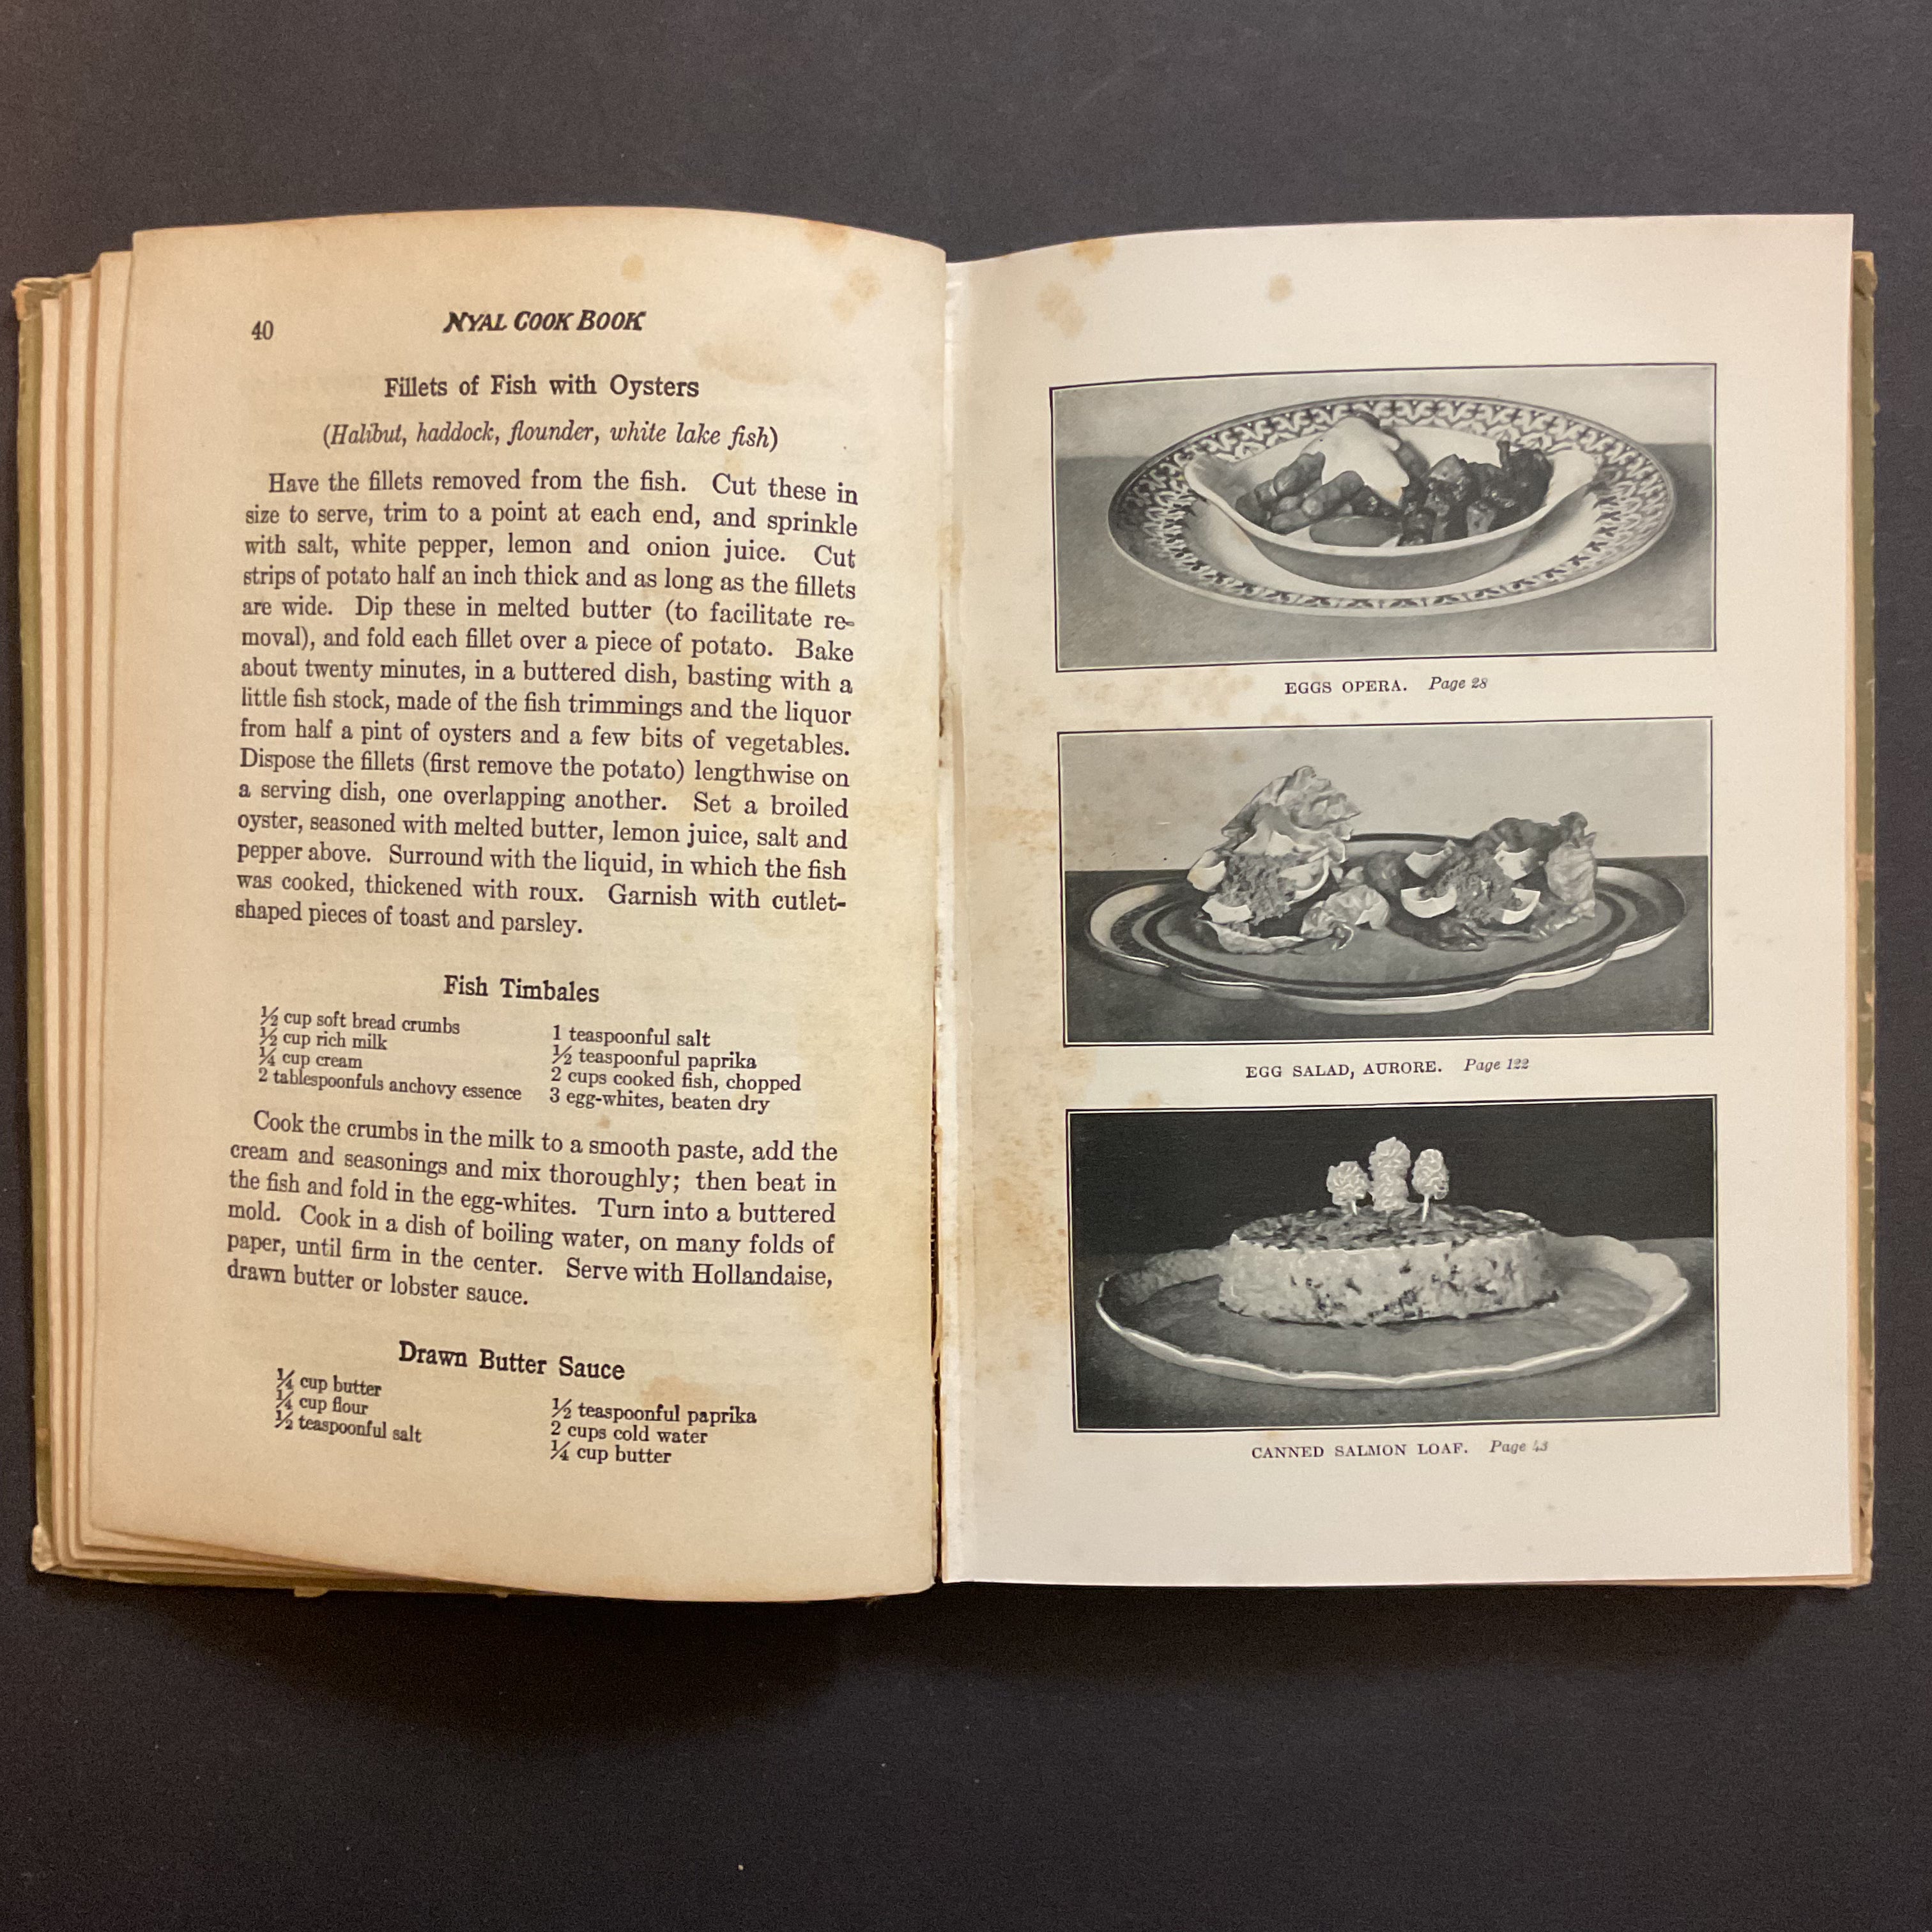 40
NYAL COOK BOOK
Fillets of Fish with Oysters
(Halibut, haddock, flounder, white lake fish)
Have the fillets removed from the fish. Cut these in
size to serve, trim to a point at each end, and sprinkle
with salt, white pepper, lemon and onion juice. Cut
strips of potato half an inch thick and as long as the fillets
are wide. Dip these in melted butter (to facilitate re-
moval), and fold each fillet over a piece of potato. Bake
about twenty minutes, in a buttered dish, basting with a
little fish stock, made of the fish trimmings and the liquor
from half a pint of oysters and a few bits of vegetables.
Dispose the fillets (first remove the potato) lengthwise on
a serving dish, one overlapping another. Set a broiled
oyster, seasoned with melted butter, lemon juice, salt and
pepper above. Surround with the liquid, in which the fish
was cooked, thickened with roux. Garnish with cutlet-
shaped pieces of toast and parsley.
Fish Timbales
½ cup soft bread crumbs
½ cup rich milk
¼ cup cream
2 tablespoonfuls anchovy essence
1 teaspoonful salt
½ teaspoonful paprika
2 cups cooked fish, chopped
3 egg-whites, beaten dry
Cook the crumbs in the milk to a smooth paste, add the
cream and seasonings and mix thoroughly; then beat in
the fish and fold in the egg-whites. Turn into a buttered
mold. Cook in a dish of boiling water, on many folds of
paper, until firm in the center. Serve with Hollandaise,
drawn butter or lobster sauce.
Drawn Butter Sauce
¼ cup butter
¼ cup flour
½ teaspoonful salt
½ teaspoonful paprika
2 cups cold water
¼ cup butter
EGGS OPERA. Page 28
EGG SALAD, AURORE. Page 122
CANNED SALMON LOAF. Page 43